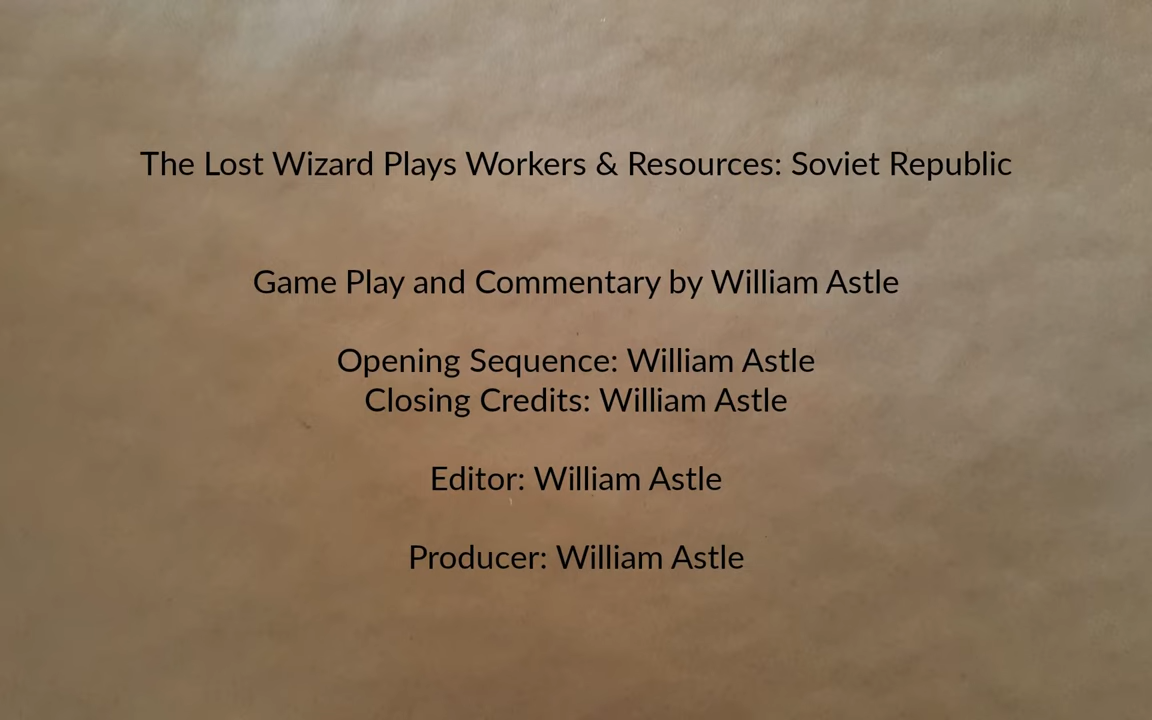 The Lost Wizard Plays Workers & Resources: Soviet Republic
Game Play and Commentary by William Astle
Opening Sequence: William Astle
Closing Credits: William Astle
Editor: William Astle
Producer: William Astle